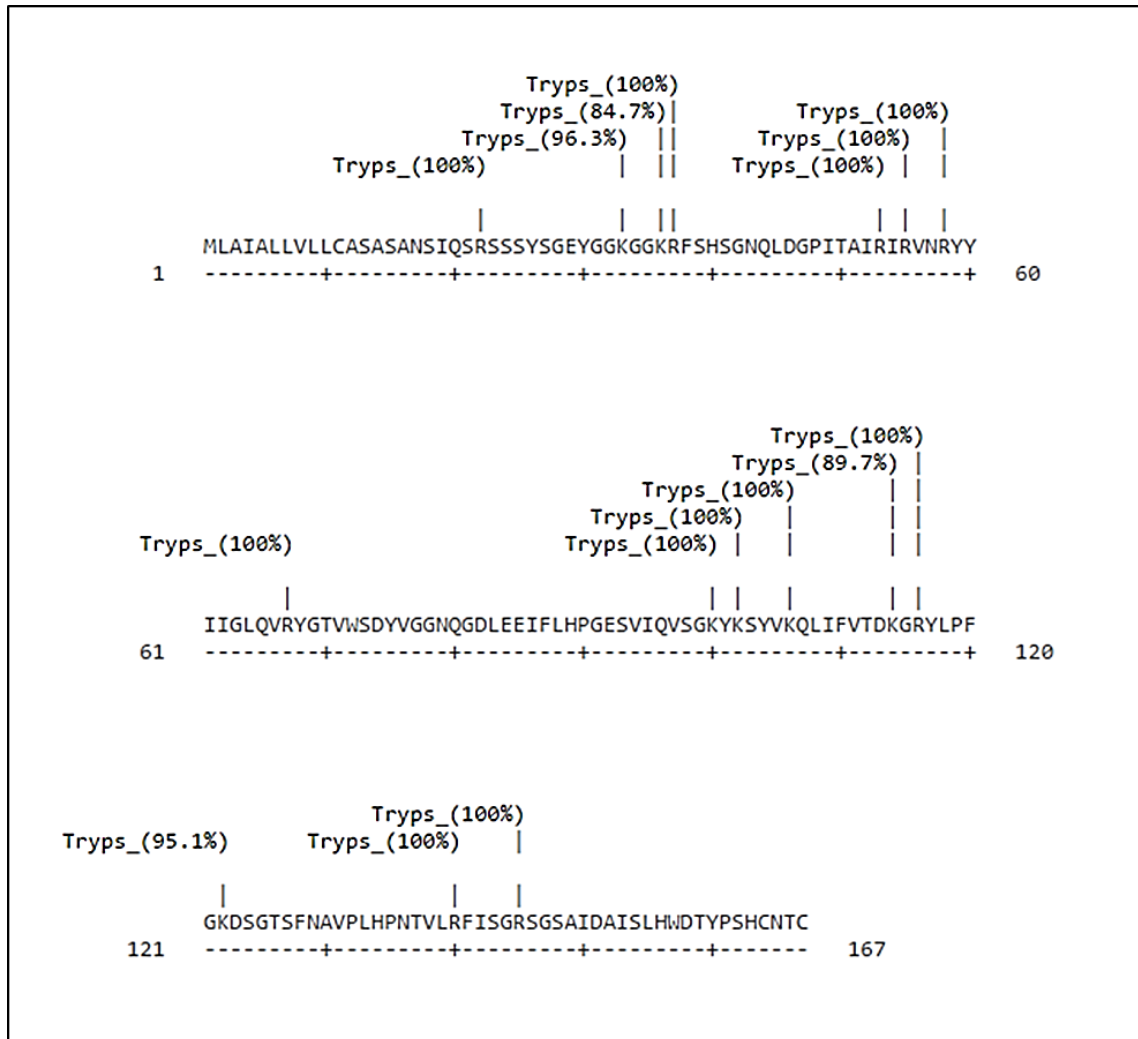 Tryps_(100%)
Tryps_(84.7%)| Tryps_(100%)
Tryps_(96.3%) || Tryps_(100%) |
Tryps_(100%) | || Tryps_(100%) | |
| | || | | |
MLAIALLVLLCASASANSIQSRSSSYSGEYGGKGGKRFSHSGNQLDGPITAIRIRVNRYY
1 ---------+---------+---------+---------+---------+---------+ 60
Tryps_(100%)
Tryps_(89.7%) |
Tryps_(100%) | |
Tryps_(100%) | | |
Tryps_(100%) Tryps_(100%) | | | |
| | | | | |
IIGLQVRYGTVWSDYVGGNQGDLEEIFLHPGESVIQVSGKYKSYVKQLIFVTDKGRYLPF
61 ---------+---------+---------+---------+---------+---------+ 120
Tryps_(100%)
Tryps_(95.1%) Tryps_(100%) |
| | |
GKDSGTSFNAVPLHPNTVLRFISGRSGSAIDAISLHWDTYPSHCNTC
121 ---------+---------+---------+---------+------- 167